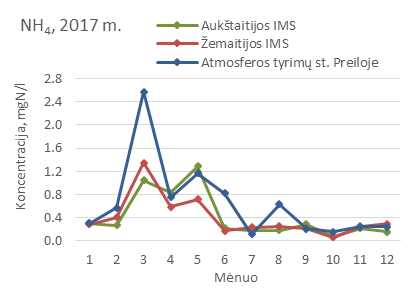 NH4, 2017 m.
Aukštaitijos IMS
Žemaitijos IMS
Atmosferos tyrimų st. Preiloje
Koncentracija, mgN/l
2.8
2.4
2.0
1.6
1.2
0.8
0.4
0.0
1 2 3 4 5 6 7 8 9 10 11 12
Mėnuo